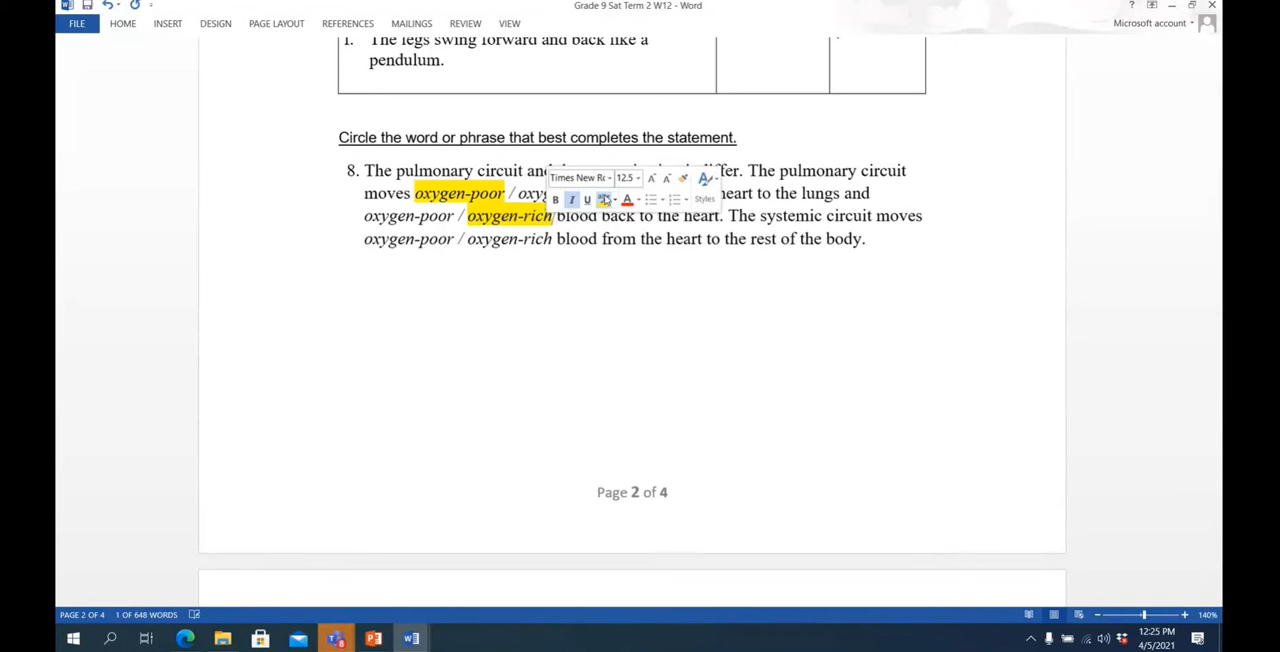 Grade 9 Sat Term 2 W12 - Word
FILE HOME INSERT DESIGN PAGE LAYOUT REFERENCES MAILINGS REVIEW VIEW Microsoft account
1. The legs swing forward and back like a
pendulum.
Circle the word or phrase that best completes the statement.
8. The pulmonary circuit and differ. The pulmonary circuit
moves oxygen-poor / heart to the lungs and
oxygen-poor / oxygen-rich blood back to the heart. The systemic circuit moves
oxygen-poor / oxygen-rich blood from the heart to the rest of the body.
Times New Ro 12.5 A A A
B I U A Styles
Page 2 of 4
PAGE 2 OF 4 1 OF 648 WORDS 140%
12:25 PM
4/5/2021